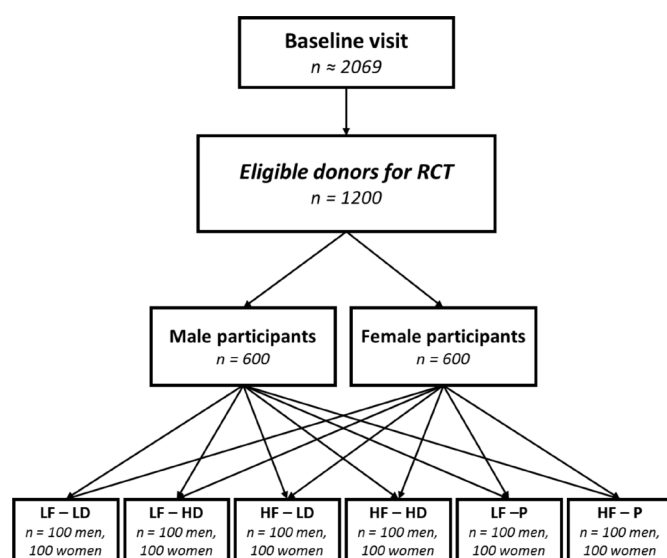 Baseline visit
n ≈ 2069
Eligible donors for RCT
n = 1200
Male participants
n = 600
Female participants
n = 600
LF – LD
n = 100 men,
100 women
LF – HD
n = 100 men,
100 women
HF – LD
n = 100 men,
100 women
HF – HD
n = 100 men,
100 women
LF –P
n = 100 men,
100 women
HF – P
n = 100 men,
100 women